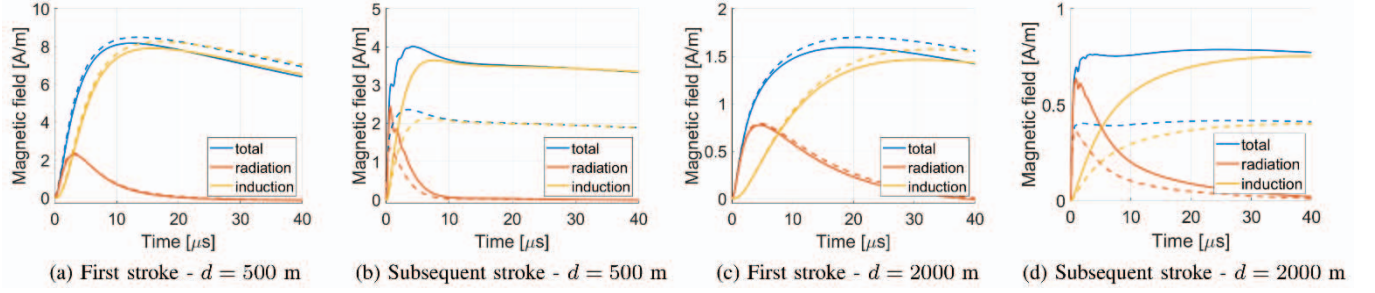 Magnetic field [A/m]
10
8
6
4
2
0
0 10 20 30 40
Time [μs]
total
radiation
induction
(a) First stroke - d = 500 m
Magnetic field [A/m]
5
4
3
2
1
0
0 10 20 30 40
Time [μs]
total
radiation
induction
(b) Subsequent stroke - d = 500 m
Magnetic field [A/m]
2
1.5
1
0.5
0
0 10 20 30 40
Time [μs]
total
radiation
induction
(c) First stroke - d = 2000 m
Magnetic field [A/m]
1
0.5
0
0 10 20 30 40
Time [μs]
total
radiation
induction
(d) Subsequent stroke - d = 2000 m